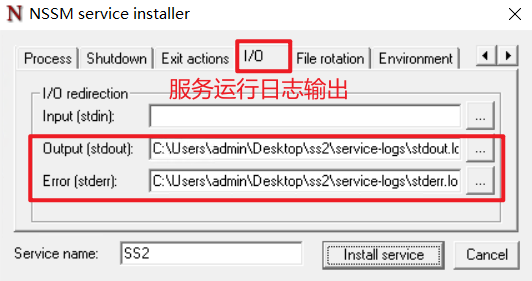 NSSM service installer
Process Shutdown Exit actions I/O File rotation Environment
服务运行日志输出
I/O redirection
Input (stdin):
...
Output (stdout): C:\Users\admin\Desktop\ss2\service-logs\stdout.lo ...
Error (stderr): C:\Users\admin\Desktop\ss2\service-logs\stderr.lo ...
Service name: SS2 Install service Cancel